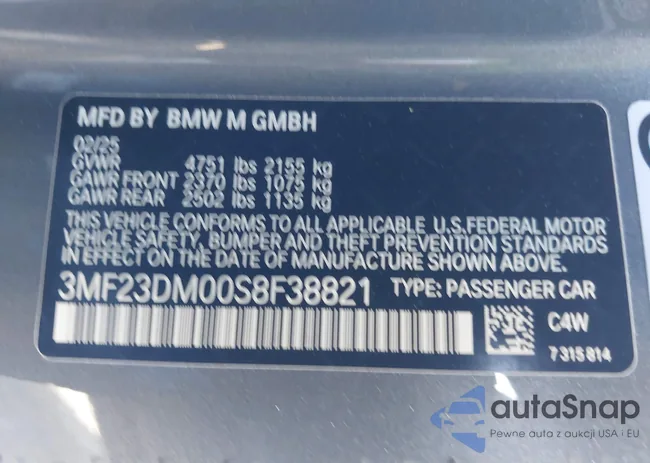 MFD BY BMW M GMBH
02/25
GVWR 4751 lbs 2155 kg
GAWR FRONT 2370 lbs 1075 kg
GAWR REAR 2502 lbs 1135 kg
THIS VEHICLE CONFORMS TO ALL APPLICABLE U.S.FEDERAL MOTOR
VEHICLE SAFETY, BUMPER, AND THEFT PREVENTION STANDARDS
IN EFFECT ON THE DATE OF MANUFACTURE SHOWN ABOVE.
3MF23DM00S8F38821 TYPE: PASSENGER CAR
C4W
7315814
autaSnap
Pewne auta z aukcji USA i EU